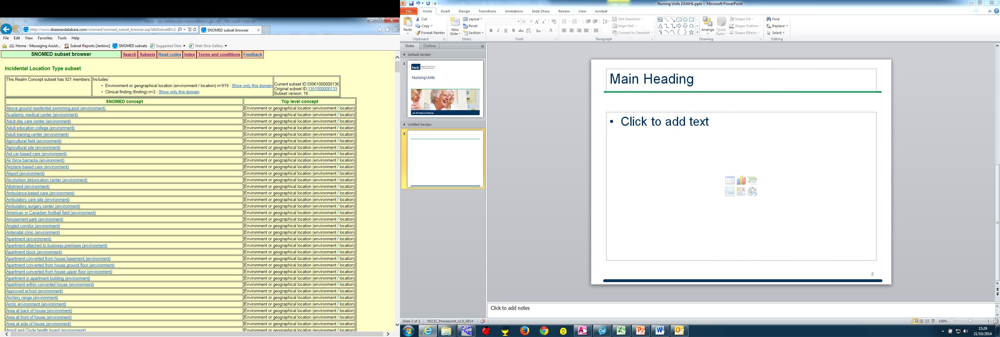 http://www.diseasesdatabase.com/snomed/snomed_subset_browser.asp?dblSubsetID=1
SNOMED subset browser
File Edit View Favorites Tools Help
Home - Messaging Assist... Subset Reports [Jenkins] SNOMED subsets Suggested Sites Web Slice Gallery
SNOMED subset browser Search Subsets Read codes Index Terms and conditions Feedback
Incidental Location Type subset
This Realm Concept subset has 921 members.
Includes:
• Environment or geographical location (environment / location) n=919 : Show only this domain
• Clinical finding (finding) n=2 : Show only this domain
Current subset ID:59961000000136
Original subset ID:1351000000133
Subset version: 16
SNOMED concept Top level concept
Above ground residential swimming pool (environment) Environment or geographical location (environment / location)
Academic medical center (environment) Environment or geographical location (environment / location)
Adult day care center (environment) Environment or geographical location (environment / location)
Adult education college (environment) Environment or geographical location (environment / location)
Adult training center (environment) Environment or geographical location (environment / location)
Agricultural field (environment) Environment or geographical location (environment / location)
Agricultural site (environment) Environment or geographical location (environment / location)
Aid car-based care (environment) Environment or geographical location (environment / location)
Air force barracks (environment) Environment or geographical location (environment / location)
Airplane-based care (environment) Environment or geographical location (environment / location)
Airport (environment) Environment or geographical location (environment / location)
Alcoholism detoxication center (environment) Environment or geographical location (environment / location)
Allotment (environment) Environment or geographical location (environment / location)
Ambulance-based care (environment) Environment or geographical location (environment / location)
Ambulatory care site (environment) Environment or geographical location (environment / location)
Ambulatory surgery center (environment) Environment or geographical location (environment / location)
American or Canadian football field (environment) Environment or geographical location (environment / location)
Amusement park (environment) Environment or geographical location (environment / location)
Angled corridor (environment) Environment or geographical location (environment / location)
Antenatal clinic (environment) Environment or geographical location (environment / location)
Apartment (environment) Environment or geographical location (environment / location)
Apartment attached to business premises (environment) Environment or geographical location (environment / location)
Apartment block (environment) Environment or geographical location (environment / location)
Apartment converted from house basement (environment) Environment or geographical location (environment / location)
Apartment converted from house ground floor (environment) Environment or geographical location (environment / location)
Apartment converted from house upper floor (environment) Environment or geographical location (environment / location)
Apartment in apartment building (environment) Environment or geographical location (environment / location)
Apartment within converted house (environment) Environment or geographical location (environment / location)
Approved school (environment) Environment or geographical location (environment / location)
Archery range (environment) Environment or geographical location (environment / location)
Arctic environment (environment) Environment or geographical location (environment / location)
Area at back of house (environment) Environment or geographical location (environment / location)
Area at front of house (environment) Environment or geographical location (environment / location)
Area at side of house (environment) Environment or geographical location (environment / location)
Argyll and Clyde health board (environment) Environment or geographical location (environment / location)
Nursing Units ZAWH1.pptx - Microsoft PowerPoint
File Home Insert Design Transitions Animations Slide Show Review View Acrobat
Paste Cut Copy Format Painter Clipboard
New Slide Layout Reset Section Slides
21 B I U S abc AV Aa A Font
Text Direction Align Text Convert to SmartArt Paragraph
Arrange Quick Styles Shape Fill Shape Outline Shape Effects Drawing
Find Replace Select Editing
Slides Outline
Default Section
1
hscic Health & Social Care Information Centre
NursingUnits
Zac Whitewood-Moores
Untitled Section
2
Main Heading
• Click to add text
2
Click to add notes
Slide 2 of 2 "HSCIC_Powepoint_v2.0_0814" 100%
15:29
21/10/2014